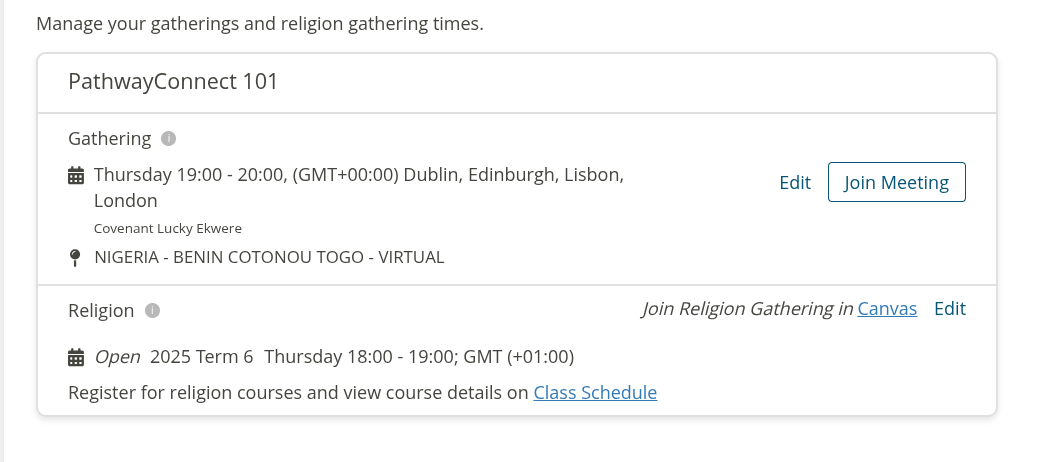 Manage your gatherings and religion gathering times.
PathwayConnect 101
Gathering
Thursday 19:00 - 20:00, (GMT+00:00) Dublin, Edinburgh, Lisbon,
London
Edit
Join Meeting
Covenant Lucky Ekwere
NIGERIA - BENIN COTONOU TOGO - VIRTUAL
Religion
Join Religion Gathering in Canvas
Edit
Open 2025 Term 6 Thursday 18:00 - 19:00; GMT (+01:00)
Register for religion courses and view course details on Class Schedule